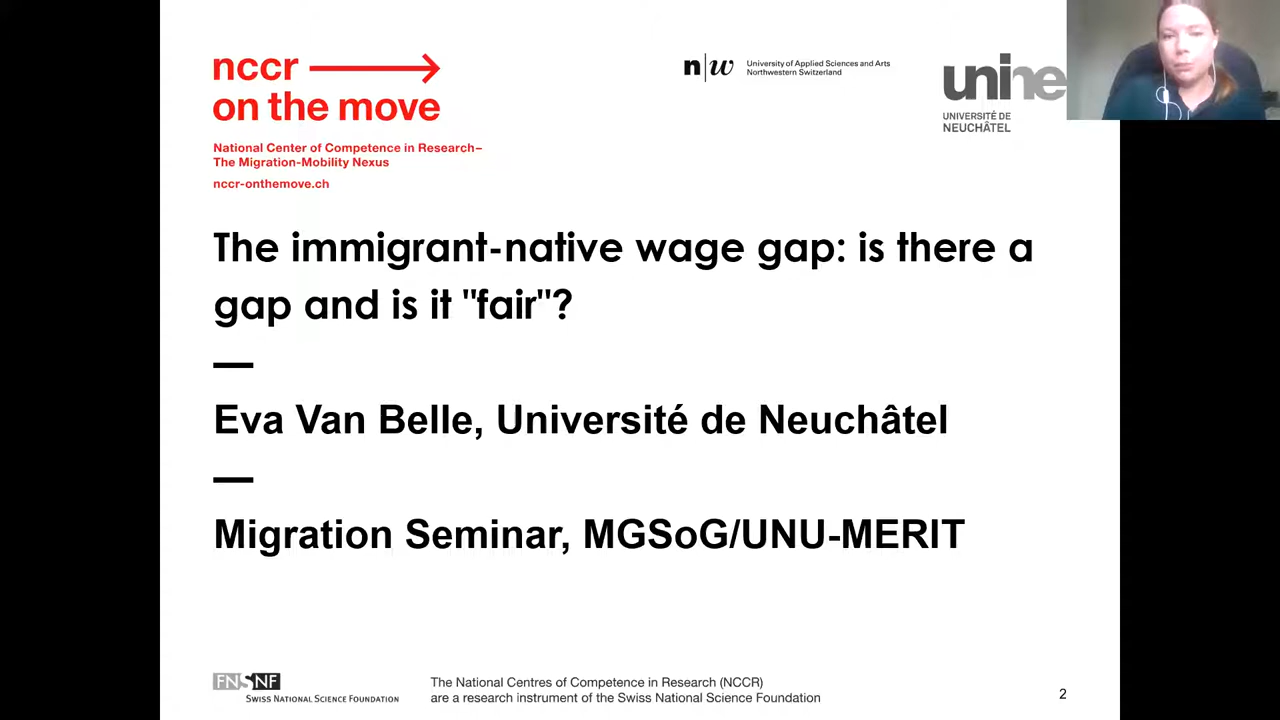 nccr
on the move
National Center of Competence in Research–
The Migration-Mobility Nexus
nccr-onthemove.ch
n|w University of Applied Sciences and Arts
Northwestern Switzerland
unine
UNIVERSITÉ DE
NEUCHÂTEL
The immigrant-native wage gap: is there a
gap and is it "fair"?
Eva Van Belle, Université de Neuchâtel
Migration Seminar, MGSoG/UNU-MERIT
FNSNF
SWISS NATIONAL SCIENCE FOUNDATION
The National Centres of Competence in Research (NCCR)
are a research instrument of the Swiss National Science Foundation
2